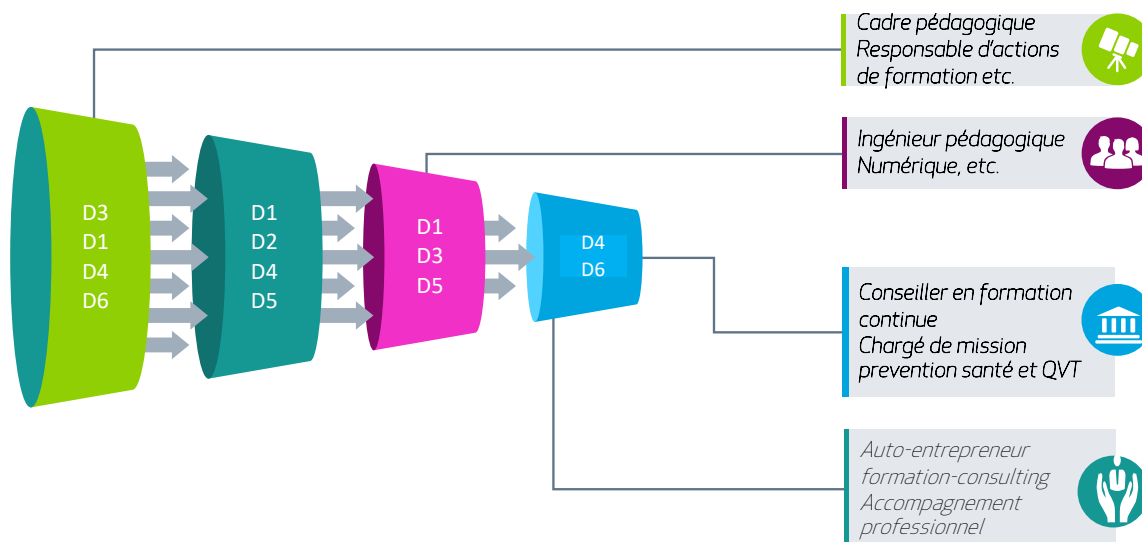 Cadre pédagogique
Responsable d'actions
de formation etc.
Ingénieur pédagogique
Numérique, etc.
D3
D1
D4
D6
D1
D2
D4
D5
D1
D3
D5
D4
D6
Conseiller en formation
continue
Chargé de mission
prevention santé et QVT
Auto-entrepreneur
formation-consulting
Accompagnement
professionnel